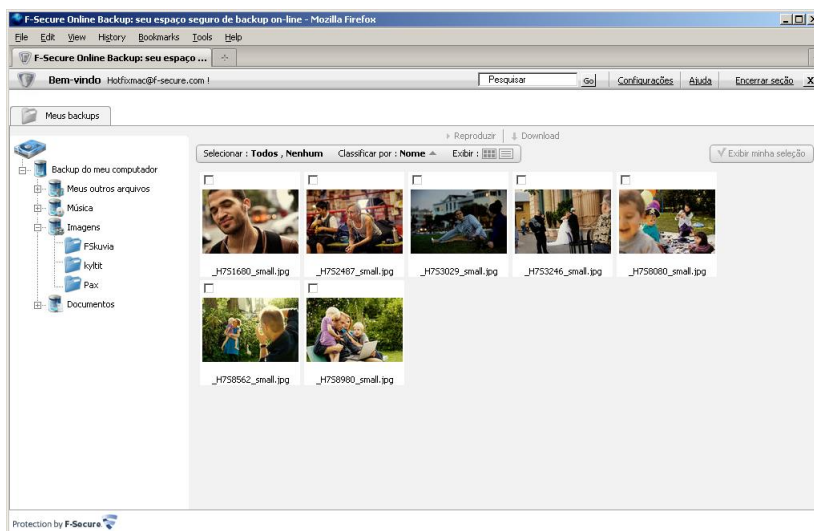 F-Secure Online Backup: seu espaço seguro de backup on-line - Mozilla Firefox
File Edit View History Bookmarks Tools Help
F-Secure Online Backup: seu espaço ...
Bem-vindo Hotfixmac@f-secure.com ! Pesquisar Go Configurações Ajuda Encerrar seção X
Meus backups
Reproduzir Download
Selecionar : Todos , Nenhum Classificar por : Nome Exibir : Exibir minha seleção
Backup do meu computador
Meus outros arquivos
Música
Imagens
FSkuvia
kyltit
Pax
Documentos
_H7S1680_small.jpg _H7S2487_small.jpg _H7S3029_small.jpg _H7S3246_small.jpg _H7S8080_small.jpg
_H7S8562_small.jpg _H7S8980_small.jpg
Protection by F-Secure